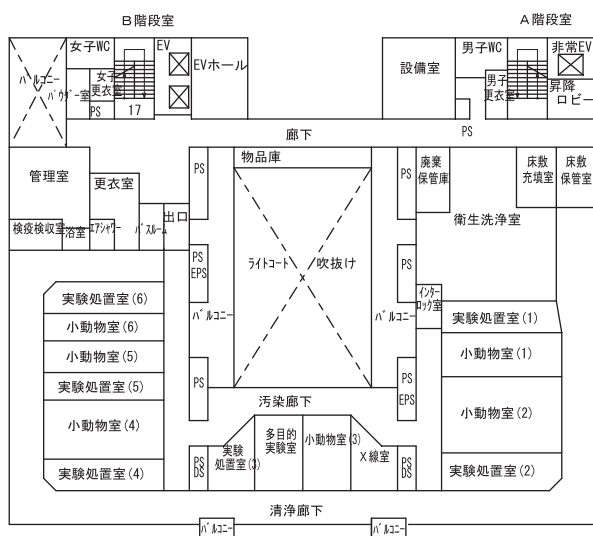 B階段室
A階段室
女子WC
EV
EVホール
設備室
男子WC
非常EV
バルコニー
パウダー室
女子
更衣室
男子
更衣室
昇降
ロビー
PS
17
PS
廊下
物品庫
管理室
更衣室
PS
PS
廃棄
保管庫
床敷
充填室
床敷
保管室
検疫検収室
浴室
エアシャワー
バスルーム
出口
衛生洗浄室
PS
EPS
ライトコート
吹抜け
PS
インター
ロック室
実験処置室(6)
バルコニー
バルコニー
実験処置室(1)
小動物室(6)
小動物室(5)
小動物室(1)
実験処置室(5)
PS
PS
EPS
小動物室(4)
汚染廊下
小動物室(2)
実験処置室(4)
PS
DS
実験
処置室(3)
多目的
実験室
小動物室(3)
X線室
PS
DS
実験処置室(2)
清浄廊下
バルコニー
バルコニー